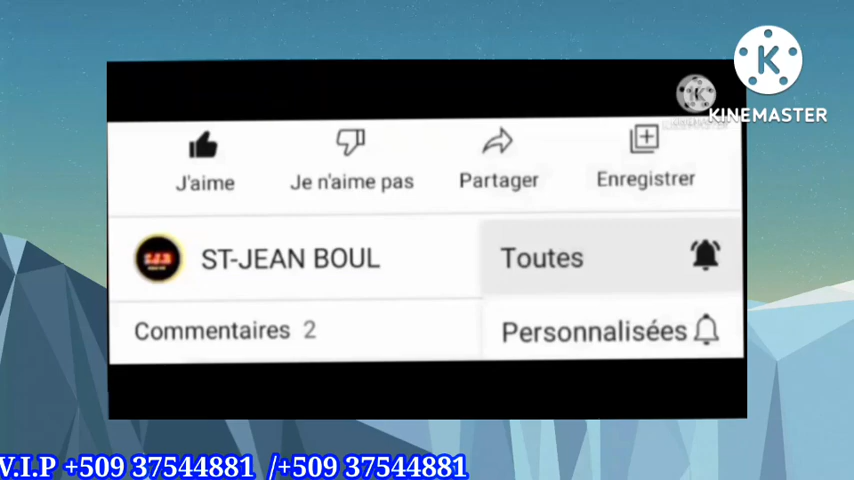 KINEMASTER
J'aime
Je n'aime pas
Partager
Enregistrer
ST-JEAN BOUL
Toutes
Commentaires 2
Personnalisées
V.I.P +509 37544881 /+509 37544881